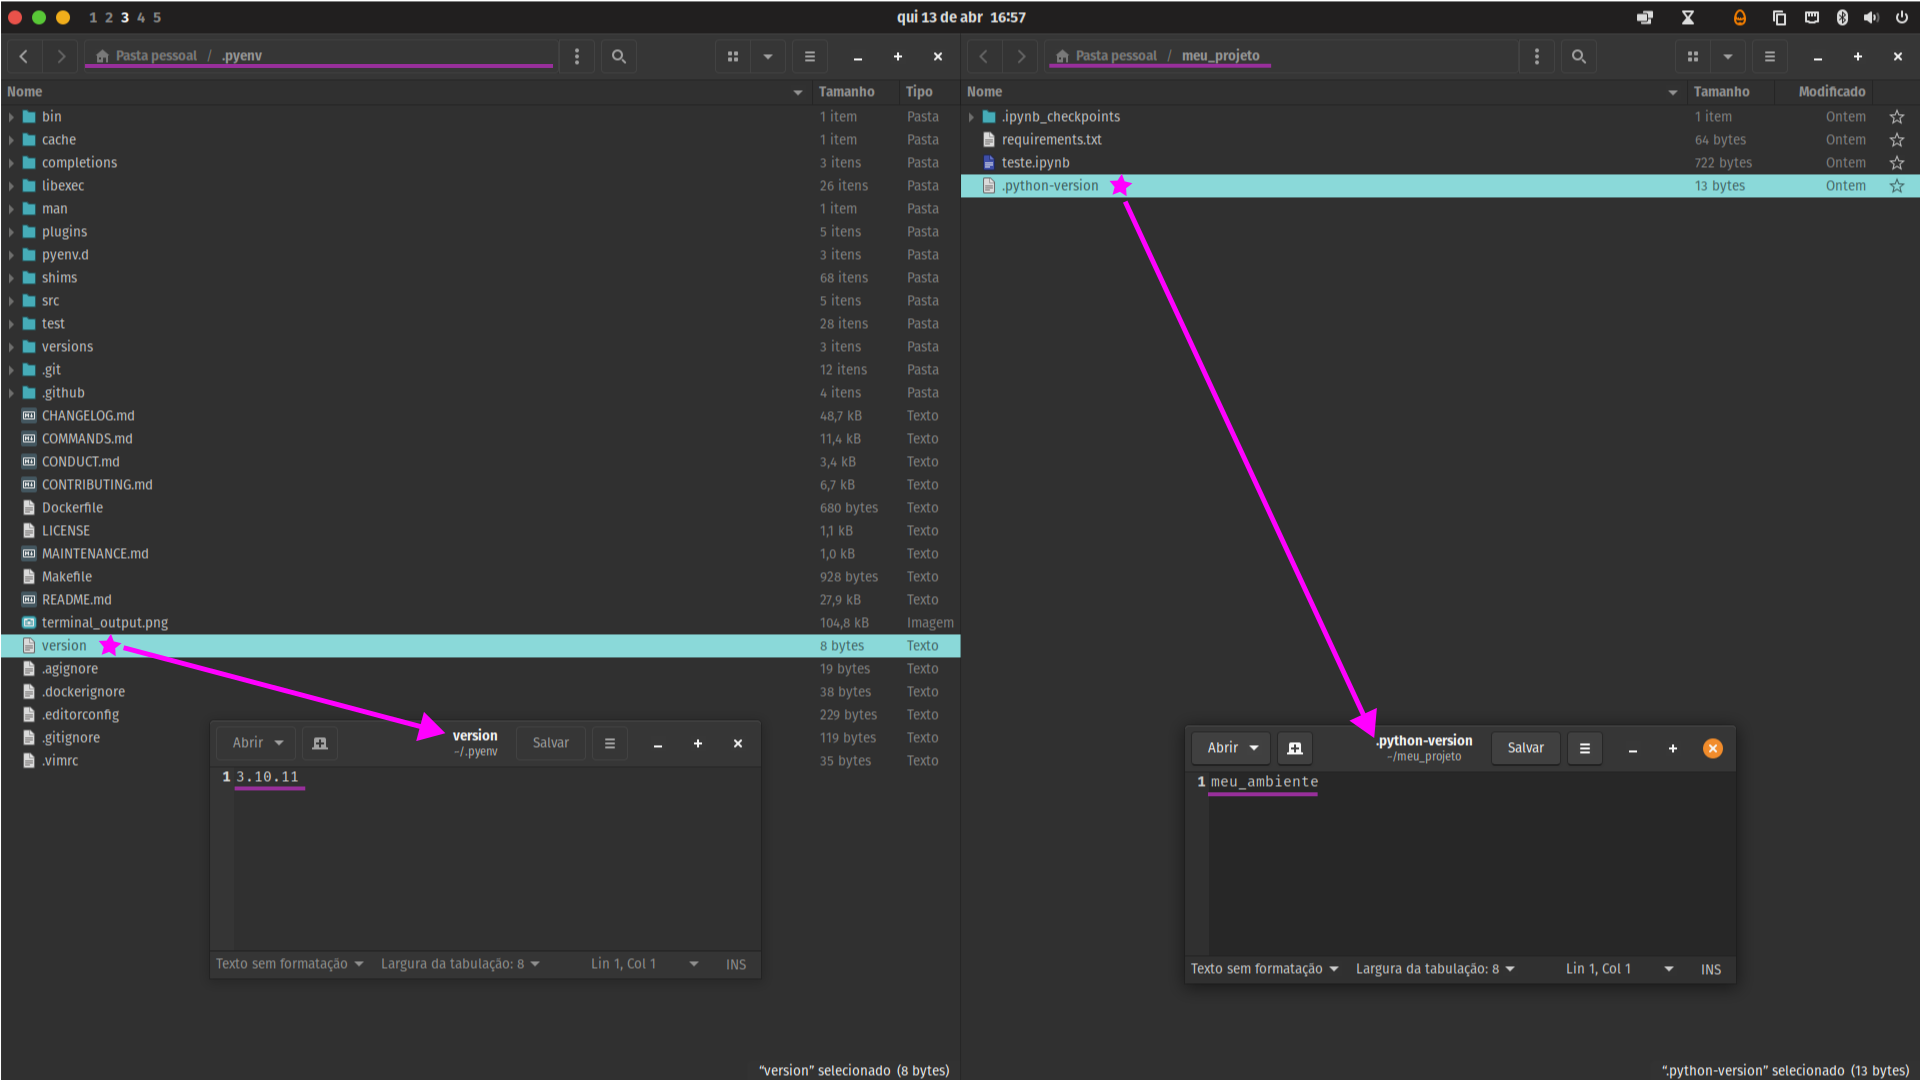 1 2 3 4 5
qui 13 de abr 16:57
Pasta pessoal / .pyenv
Nome Tamanho Tipo
bin 1 item Pasta
cache 1 item Pasta
completions 3 itens Pasta
libexec 26 itens Pasta
man 1 item Pasta
plugins 5 itens Pasta
pyenv.d 3 itens Pasta
shims 68 itens Pasta
src 5 itens Pasta
test 28 itens Pasta
versions 3 itens Pasta
.git 12 itens Pasta
.github 4 itens Pasta
CHANGELOG.md 48,7 kB Texto
COMMANDS.md 11,4 kB Texto
CONDUCT.md 3,4 kB Texto
CONTRIBUTING.md 6,7 kB Texto
Dockerfile 680 bytes Texto
LICENSE 1,1 kB Texto
MAINTENANCE.md 1,0 kB Texto
Makefile 928 bytes Texto
README.md 27,9 kB Texto
terminal_output.png 104,8 kB Imagem
version 8 bytes Texto
.agignore 19 bytes Texto
.dockerignore 38 bytes Texto
.editorconfig 229 bytes Texto
.gitignore 119 bytes Texto
.vimrc 35 bytes Texto
Abrir version Salvar
~/.pyenv
1 3.10.11
Texto sem formatação Largura da tabulação: 8 Lin 1, Col 1 INS
“version” selecionado (8 bytes)
Pasta pessoal / meu_projeto
Nome Tamanho Modificado
.ipynb_checkpoints 1 item Ontem
requirements.txt 64 bytes Ontem
teste.ipynb 722 bytes Ontem
.python-version 13 bytes Ontem
Abrir .python-version Salvar
~/meu_projeto
1 meu_ambiente
Texto sem formatação Largura da tabulação: 8 Lin 1, Col 1 INS
“.python-version” selecionado (13 bytes)